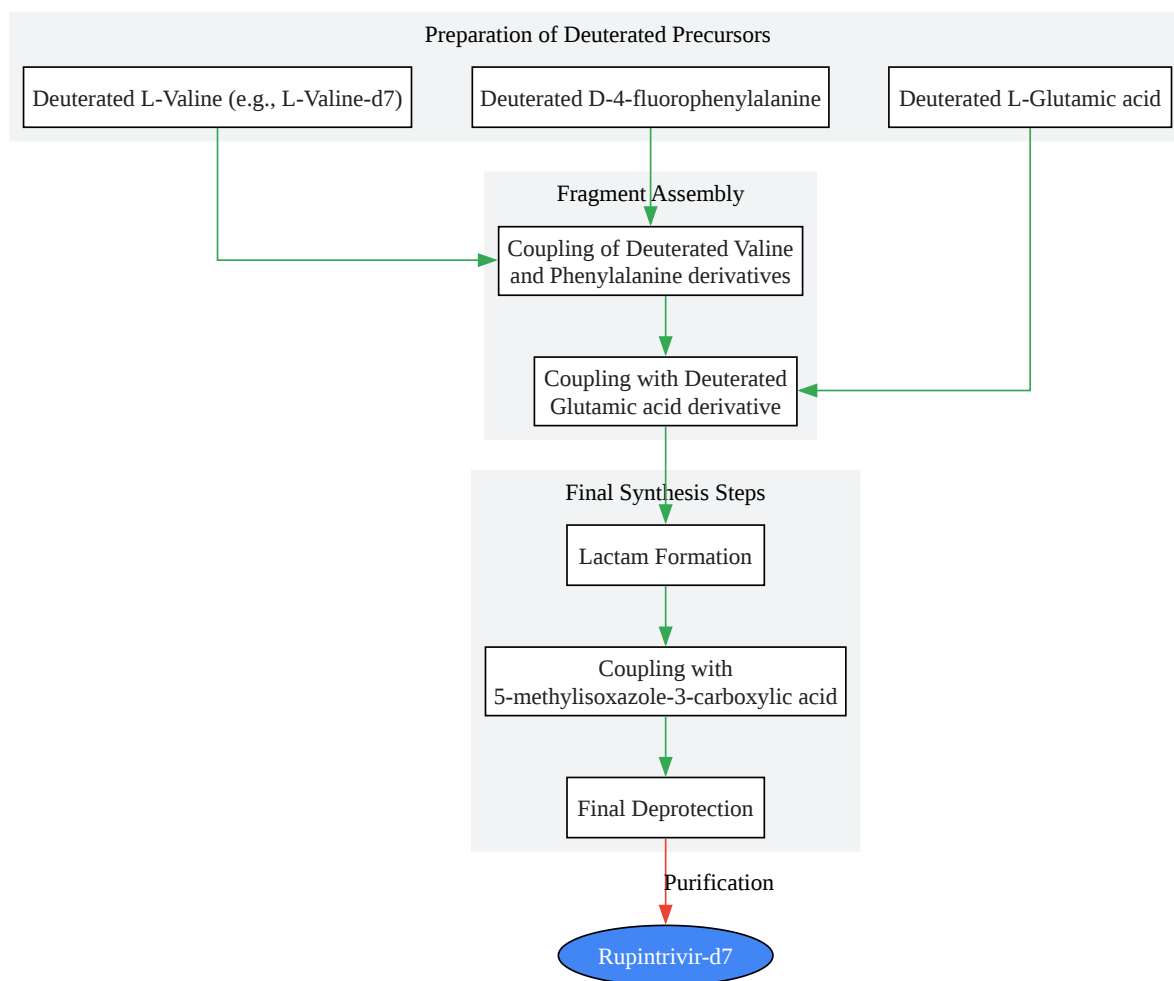 Preparation of Deuterated Precursors
Deuterated L-Valine (e.g., L-Valine-d7)
Deuterated D-4-fluorophenylalanine
Deuterated L-Glutamic acid
Fragment Assembly
Coupling of Deuterated Valine
and Phenylalanine derivatives
Coupling with Deuterated
Glutamic acid derivative
Final Synthesis Steps
Lactam Formation
Coupling with
5-methylisoxazole-3-carboxylic acid
Final Deprotection
Purification
Rupintrivir-d7